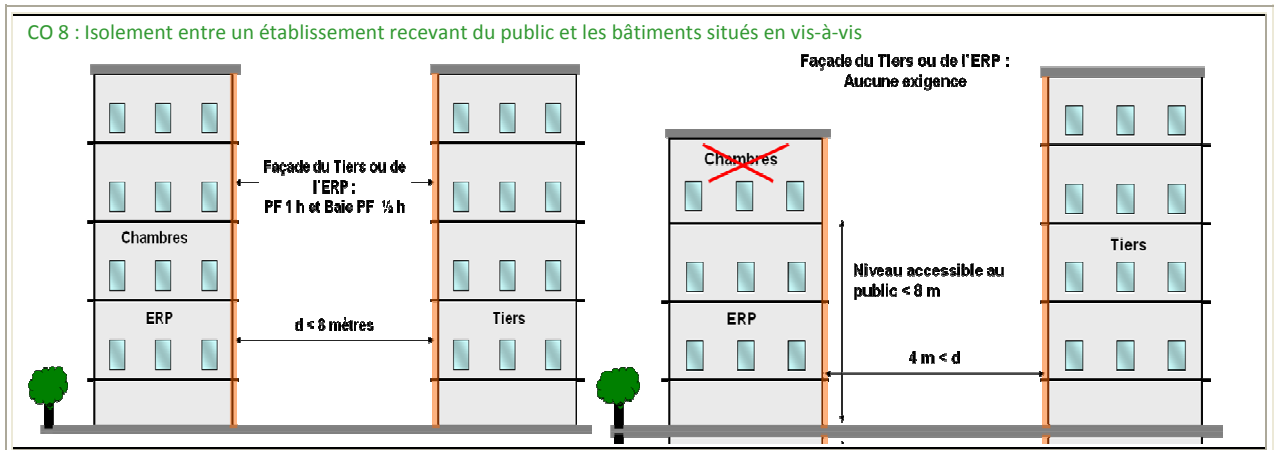 CO 8 : Isolement entre un établissement recevant du public et les bâtiments situés en vis-à-vis
Façade du Tiers ou de
l'ERP :
PF 1 h et Baie PF ½ h
Chambres
ERP
d < 8 mètres
Tiers
Façade du Tiers ou de l'ERP :
Aucune exigence
Chambres
Niveau accessible au
public < 8 m
Tiers
ERP
4 m < d